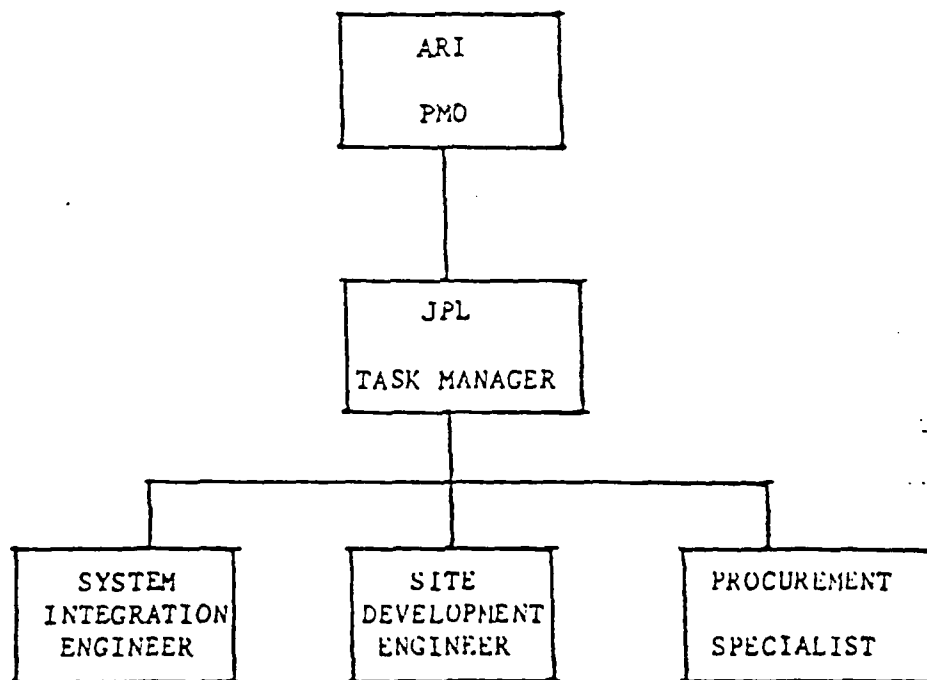 ARI
PMO
JPL
TASK MANAGER
SYSTEM
INTEGRATION
ENGINEER
SITE
DEVELOPMENT
ENGINEER
PROCUREMENT
SPECIALIST